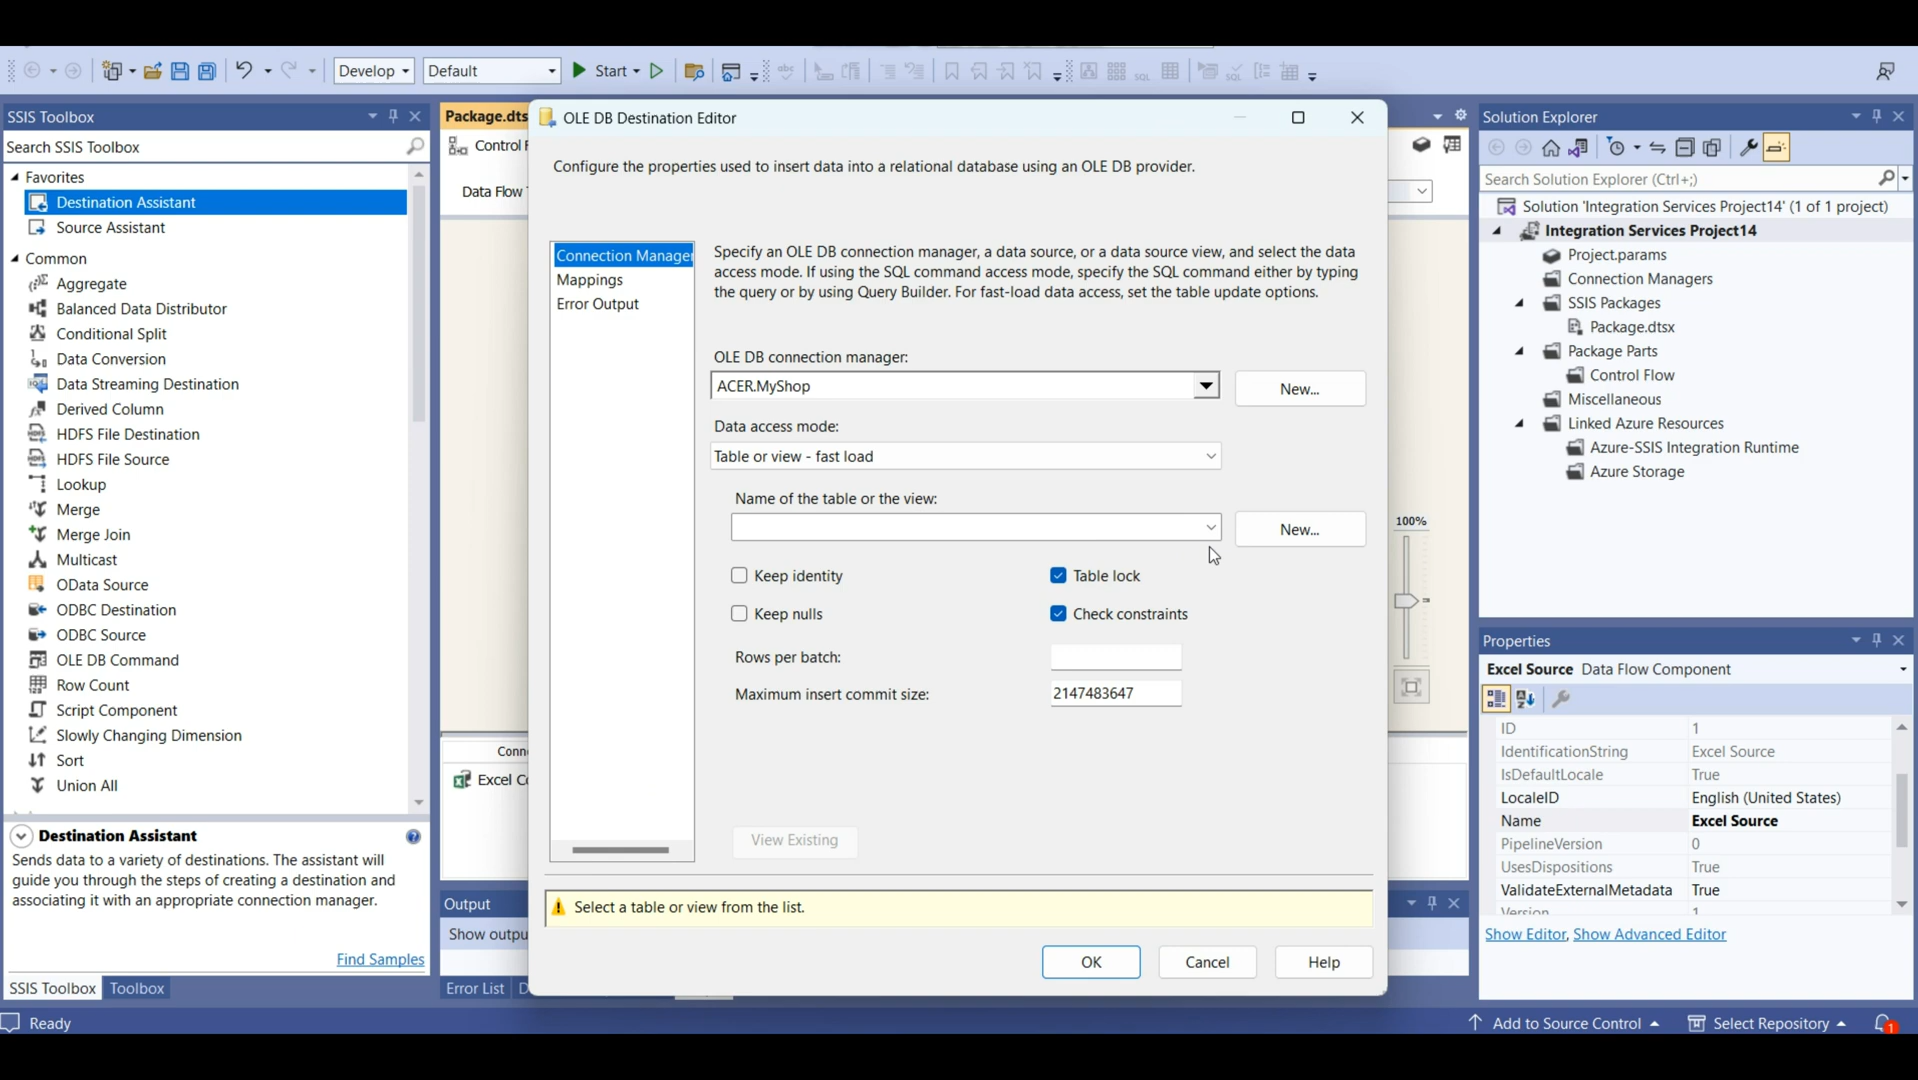 Develop
Default
Start
SSIS Toolbox
Search SSIS Toolbox
Favorites
Destination Assistant
Source Assistant
Common
Aggregate
Balanced Data Distributor
Conditional Split
Data Conversion
Data Streaming Destination
Derived Column
HDFS File Destination
HDFS File Source
Lookup
Merge
Merge Join
Multicast
OData Source
ODBC Destination
ODBC Source
OLE DB Command
Row Count
Script Component
Slowly Changing Dimension
Sort
Union All
Destination Assistant
Sends data to a variety of destinations. The assistant will
guide you through the steps of creating a destination and
associating it with an appropriate connection manager.
Find Samples
SSIS Toolbox
Toolbox
Ready
Package.dts
Control F
Data Flow
Conne
Excel Co
Output
Show outpu
Error List
D
OLE DB Destination Editor
Configure the properties used to insert data into a relational database using an OLE DB provider.
Connection Manager
Mappings
Error Output
Specify an OLE DB connection manager, a data source, or a data source view, and select the data
access mode. If using the SQL command access mode, specify the SQL command either by typing
the query or by using Query Builder. For fast-load data access, set the table update options.
OLE DB connection manager:
ACER.MyShop
New...
Data access mode:
Table or view - fast load
Name of the table or the view:
New...
Keep identity
Table lock
Keep nulls
Check constraints
Rows per batch:
Maximum insert commit size:
2147483647
View Existing
Select a table or view from the list.
OK
Cancel
Help
100%
Solution Explorer
Search Solution Explorer (Ctrl+;)
Solution 'Integration Services Project14' (1 of 1 project)
Integration Services Project14
Project.params
Connection Managers
SSIS Packages
Package.dtsx
Package Parts
Control Flow
Miscellaneous
Linked Azure Resources
Azure-SSIS Integration Runtime
Azure Storage
Properties
Excel Source Data Flow Component
ID 1
IdentificationString Excel Source
IsDefaultLocale True
LocaleID English (United States)
Name Excel Source
PipelineVersion 0
UsesDispositions True
ValidateExternalMetadata True
Version 1
Show Editor, Show Advanced Editor
Add to Source Control
Select Repository
1